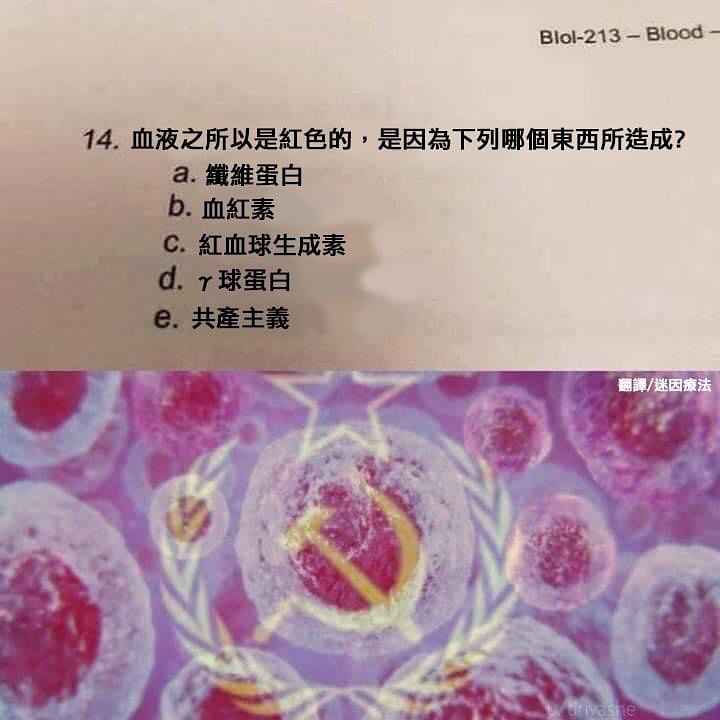 Biol-213 – Blood –
14. 血液之所以是紅色的，是因為下列哪個東西所造成?
a. 纖維蛋白
b. 血紅素
c. 紅血球生成素
d. γ 球蛋白
e. 共產主義
翻譯/迷因療法
u/driyashe